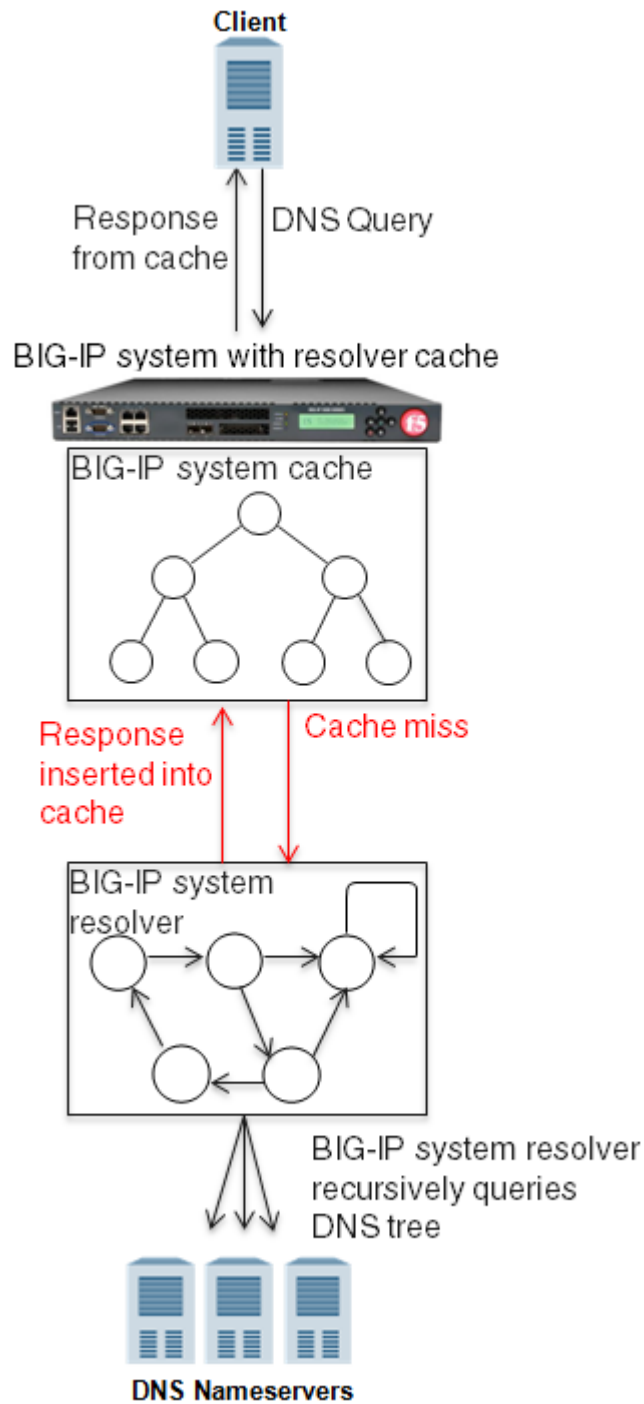 Client
Response
from cache
DNS Query
BIG-IP system with resolver cache
f5
BIG-IP system cache
Response
inserted into
cache
Cache miss
BIG-IP system
resolver
BIG-IP system resolver
recursively queries
DNS tree
DNS Nameservers